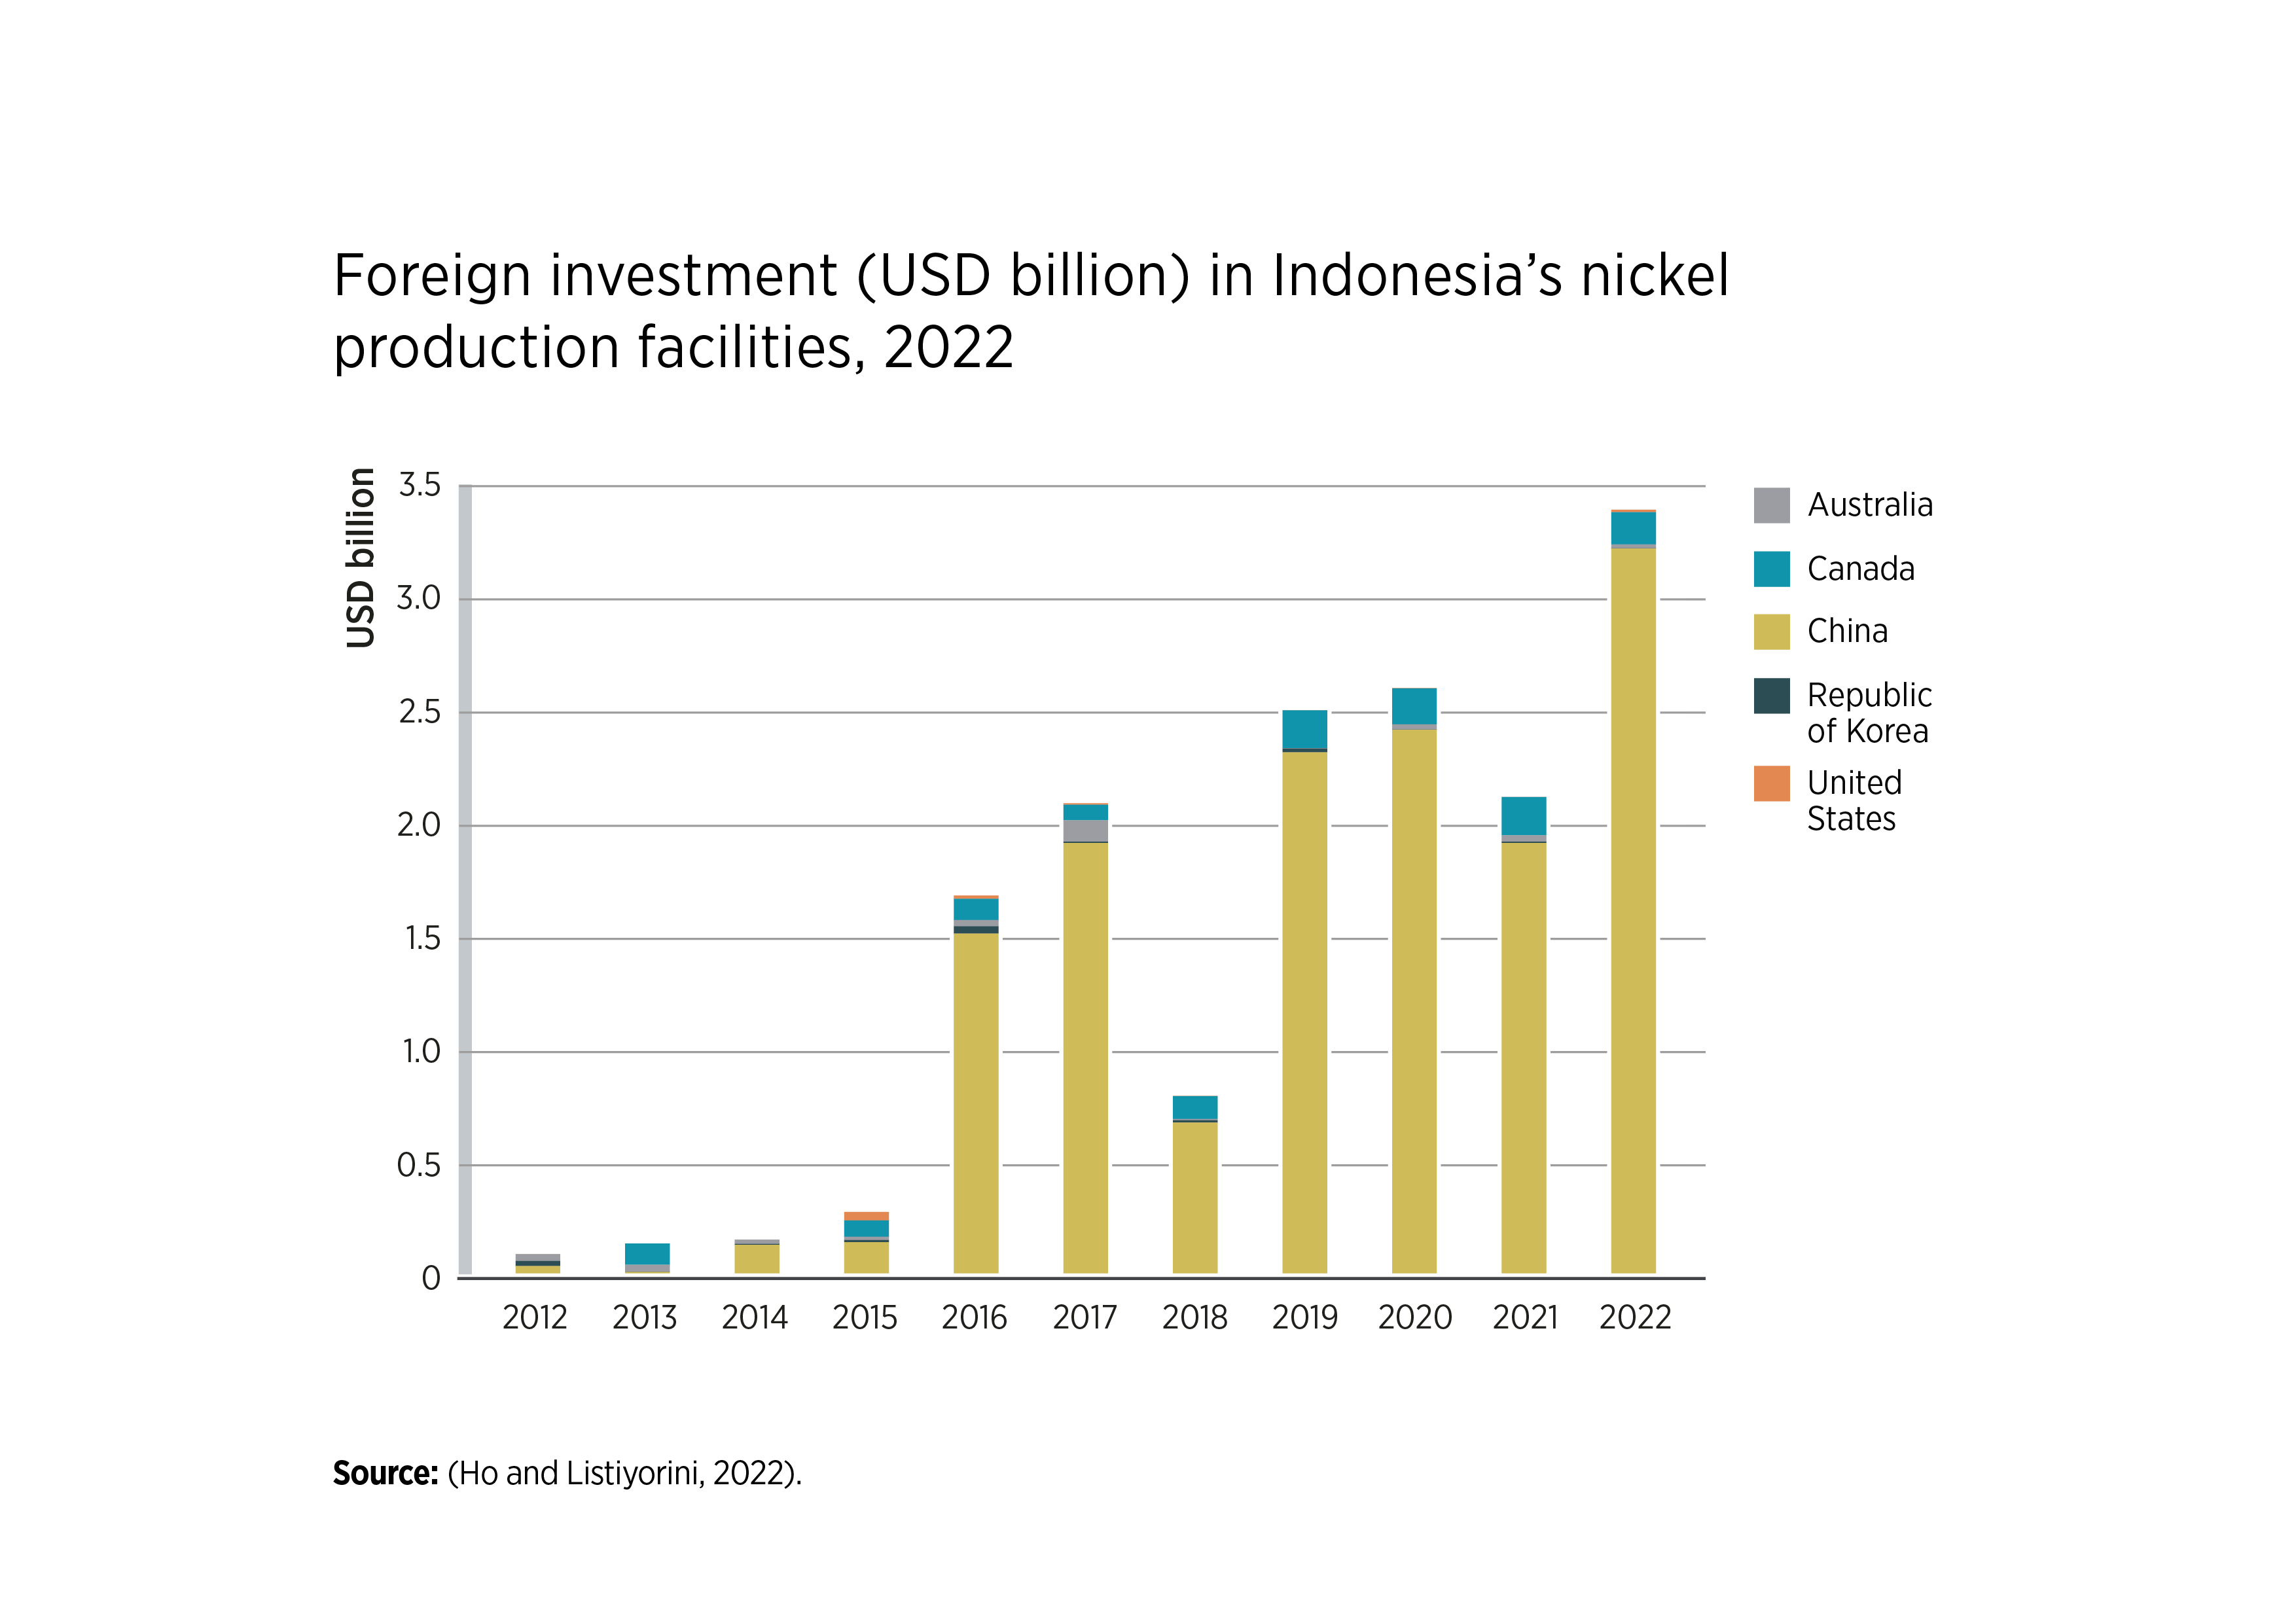 Foreign investment (USD billion) in Indonesia’s nickel
production facilities, 2022
USD billion
3.5
3.0
2.5
2.0
1.5
1.0
0.5
0
2012 2013 2014 2015 2016 2017 2018 2019 2020 2021 2022
Australia
Canada
China
Republic
of Korea
United
States
Source: (Ho and Listiyorini, 2022).